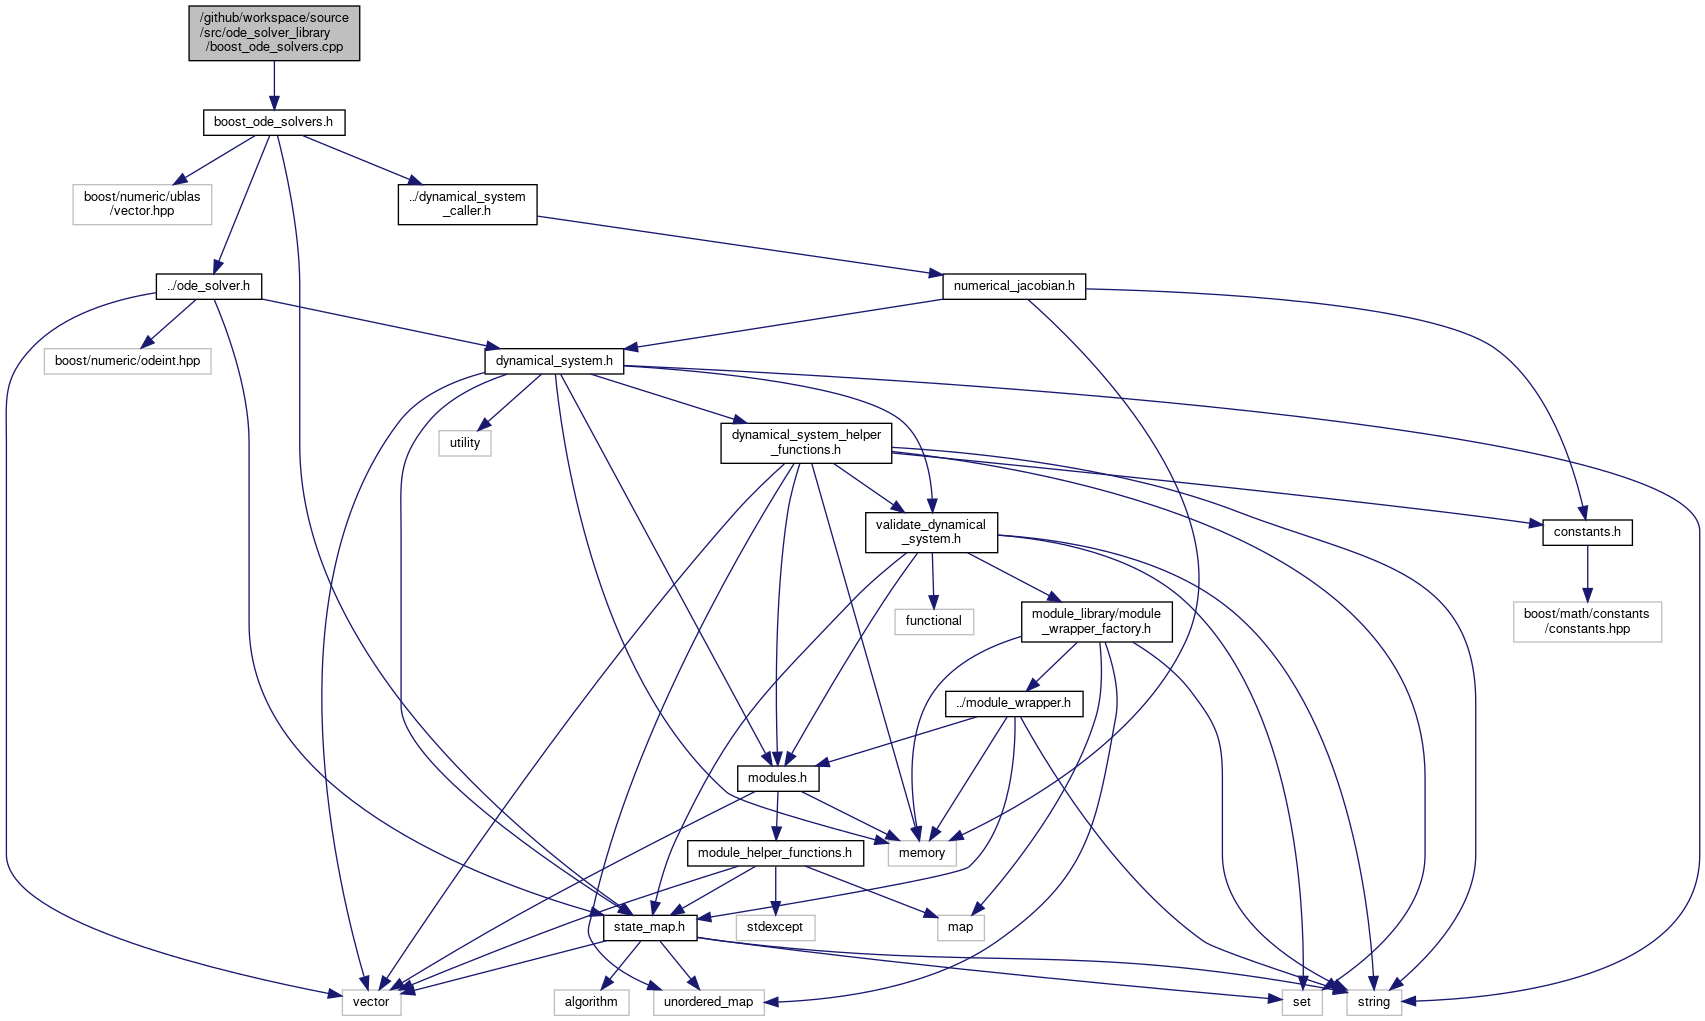 /github/workspace/source
/src/ode_solver_library
/boost_ode_solvers.cpp
boost_ode_solvers.h
boost/numeric/ublas
/vector.hpp
../dynamical_system
_caller.h
../ode_solver.h
numerical_jacobian.h
boost/numeric/odeint.hpp
dynamical_system.h
utility
dynamical_system_helper
_functions.h
validate_dynamical
_system.h
constants.h
functional
module_library/module
_wrapper_factory.h
boost/math/constants
/constants.hpp
../module_wrapper.h
modules.h
module_helper_functions.h
memory
state_map.h
stdexcept
map
vector
algorithm
unordered_map
set
string